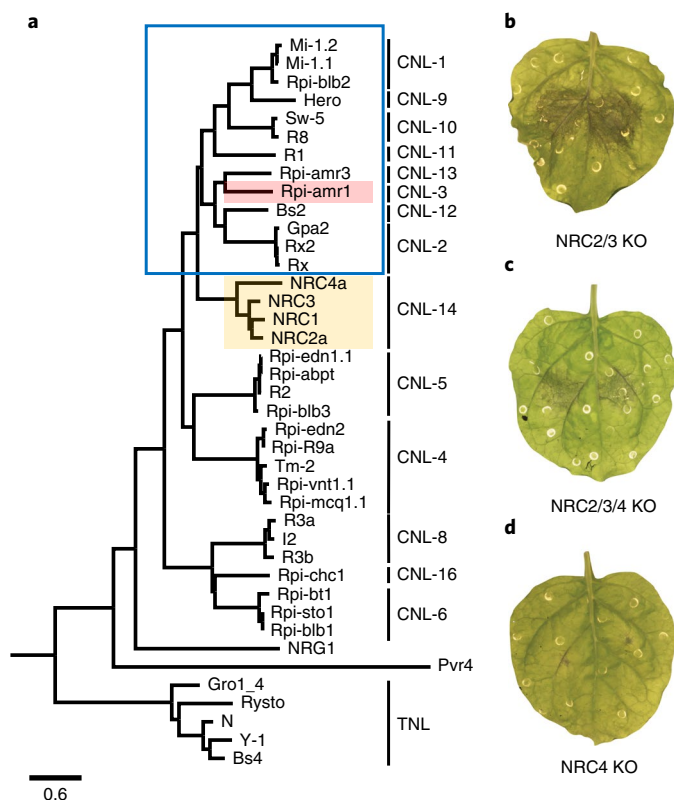 a
Mi-1.2
Mi-1.1
Rpi-blb2
CNL-1
Hero
CNL-9
Sw-5
R8
CNL-10
R1
CNL-11
Rpi-amr3
CNL-13
Rpi-amr1
CNL-3
Bs2
CNL-12
Gpa2
Rx2
Rx
CNL-2
NRC4a
NRC3
NRC1
NRC2a
CNL-14
Rpi-edn1.1
Rpi-abpt
R2
Rpi-blb3
CNL-5
Rpi-edn2
Rpi-R9a
Tm-2
Rpi-vnt1.1
Rpi-mcq1.1
CNL-4
R3a
I2
R3b
CNL-8
Rpi-chc1
CNL-16
Rpi-bt1
Rpi-sto1
Rpi-blb1
CNL-6
NRG1
Pvr4
Gro1_4
Rysto
N
Y-1
Bs4
TNL
0.6
b
NRC2/3 KO
c
NRC2/3/4 KO
d
NRC4 KO